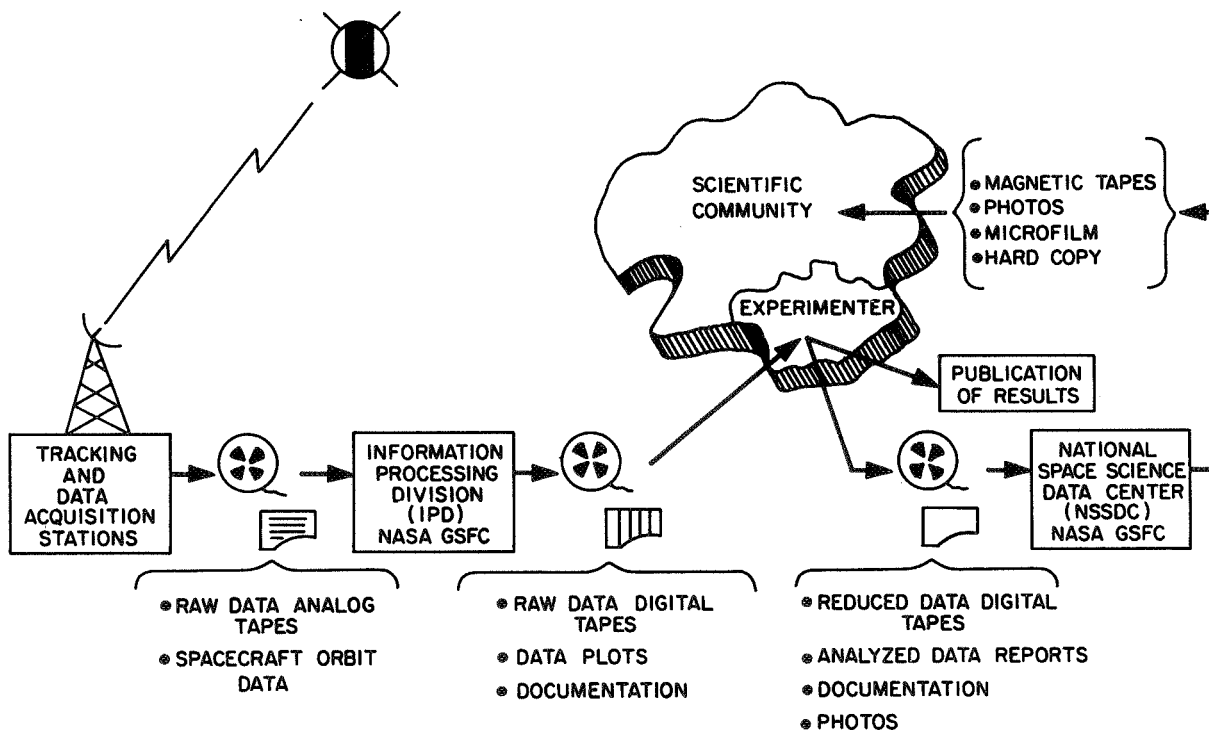 SCIENTIFIC
COMMUNITY
MAGNETIC TAPES
PHOTOS
MICROFILM
HARD COPY
EXPERIMENTER
PUBLICATION
OF RESULTS
TRACKING
AND
DATA
ACQUISITION
STATIONS
INFORMATION
PROCESSING
DIVISION
(IPD)
NASA GSFC
NATIONAL
SPACE SCIENCE
DATA CENTER
(NSSDC)
NASA GSFC
RAW DATA ANALOG
TAPES
SPACECRAFT ORBIT
DATA
RAW DATA DIGITAL
TAPES
DATA PLOTS
DOCUMENTATION
REDUCED DATA DIGITAL
TAPES
ANALYZED DATA REPORTS
DOCUMENTATION
PHOTOS